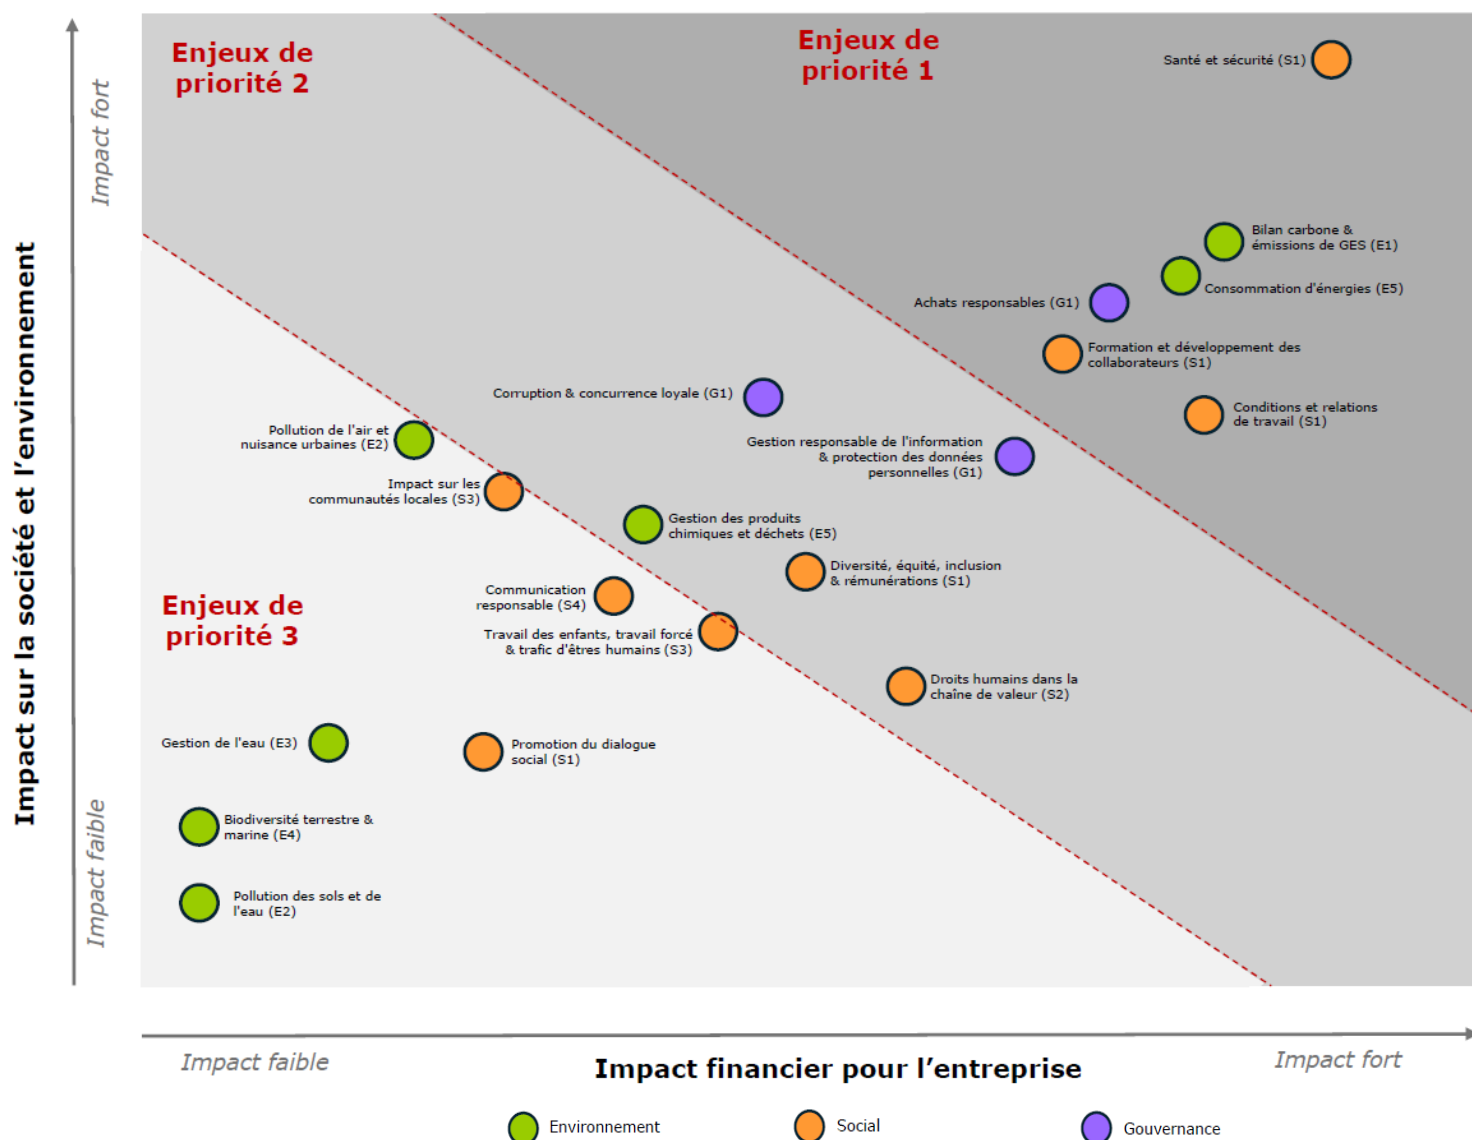 Enjeux de
priorité 2
Enjeux de
priorité 1
Santé et sécurité (S1)
Impact fort
Bilan carbone &
émissions de GES (E1)
Consommation d'énergies (E5)
Achats responsables (G1)
Formation et développement des
collaborateurs (S1)
Corruption & concurrence loyale (G1)
Conditions et relations
de travail (S1)
Pollution de l'air et
nuisance urbaines (E2)
Gestion responsable de l'information
& protection des données
personnelles (G1)
Impact sur les
communautés locales (S3)
Gestion des produits
chimiques et déchets (E5)
Diversité, équité, inclusion
& rémunérations (S1)
Communication
responsable (S4)
Enjeux de
priorité 3
Travail des enfants, travail forcé
& trafic d'êtres humains (S3)
Droits humains dans la
chaîne de valeur (S2)
Gestion de l'eau (E3)
Promotion du dialogue
social (S1)
Biodiversité terrestre &
marine (E4)
Pollution des sols et de
l'eau (E2)
Impact sur la société et l'environnement
Impact faible
Impact faible
Impact financier pour l'entreprise
Impact fort
Environnement
Social
Gouvernance